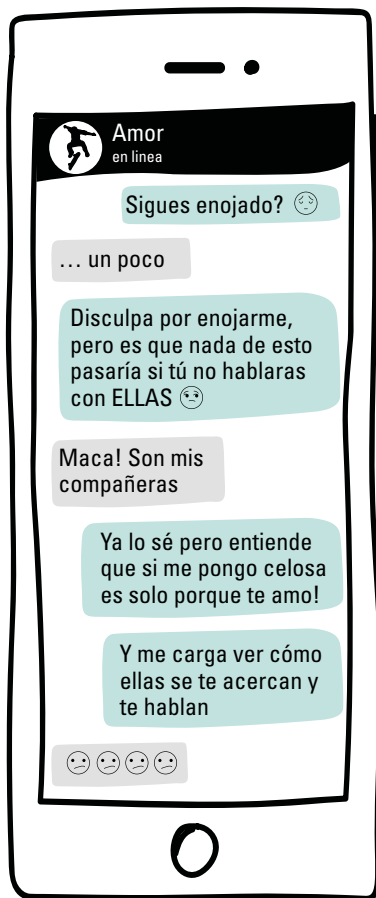 Amor
en linea
Sigues enojado? 😔
... un poco
Disculpa por enojarme,
pero es que nada de esto
pasaría si tú no hablaras
con ELLAS 😒
Maca! Son mis
compañeras
Ya lo sé pero entiende
que si me pongo celosa
es solo porque te amo!
Y me carga ver cómo
ellas se te acercan y
te hablan
😕😕😕😕